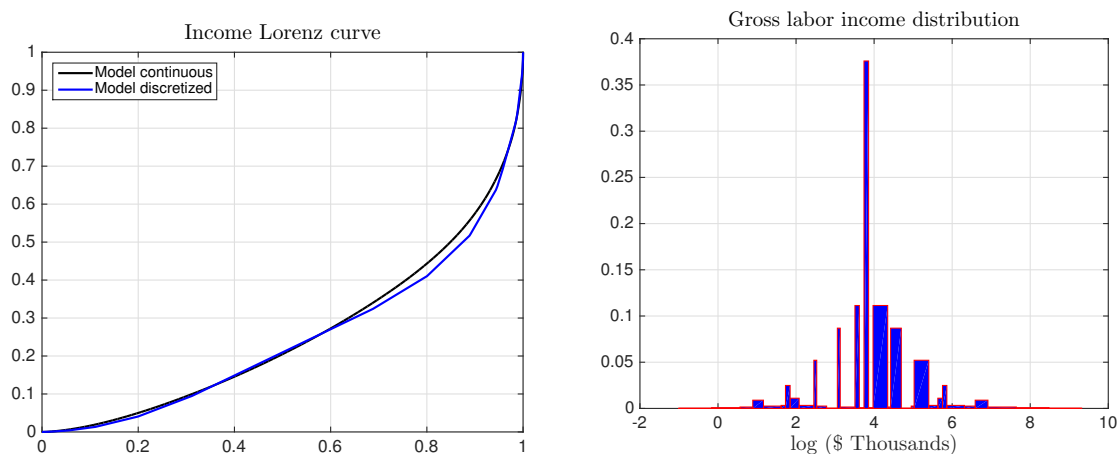 Income Lorenz curve
1
0.9
0.8
0.7
0.6
0.5
0.4
0.3
0.2
0.1
0
0 0.2 0.4 0.6 0.8 1
Model continuous
Model discretized
Gross labor income distribution
0.4
0.35
0.3
0.25
0.2
0.15
0.1
0.05
0
-2 0 2 4 6 8 10
log ($ Thousands)